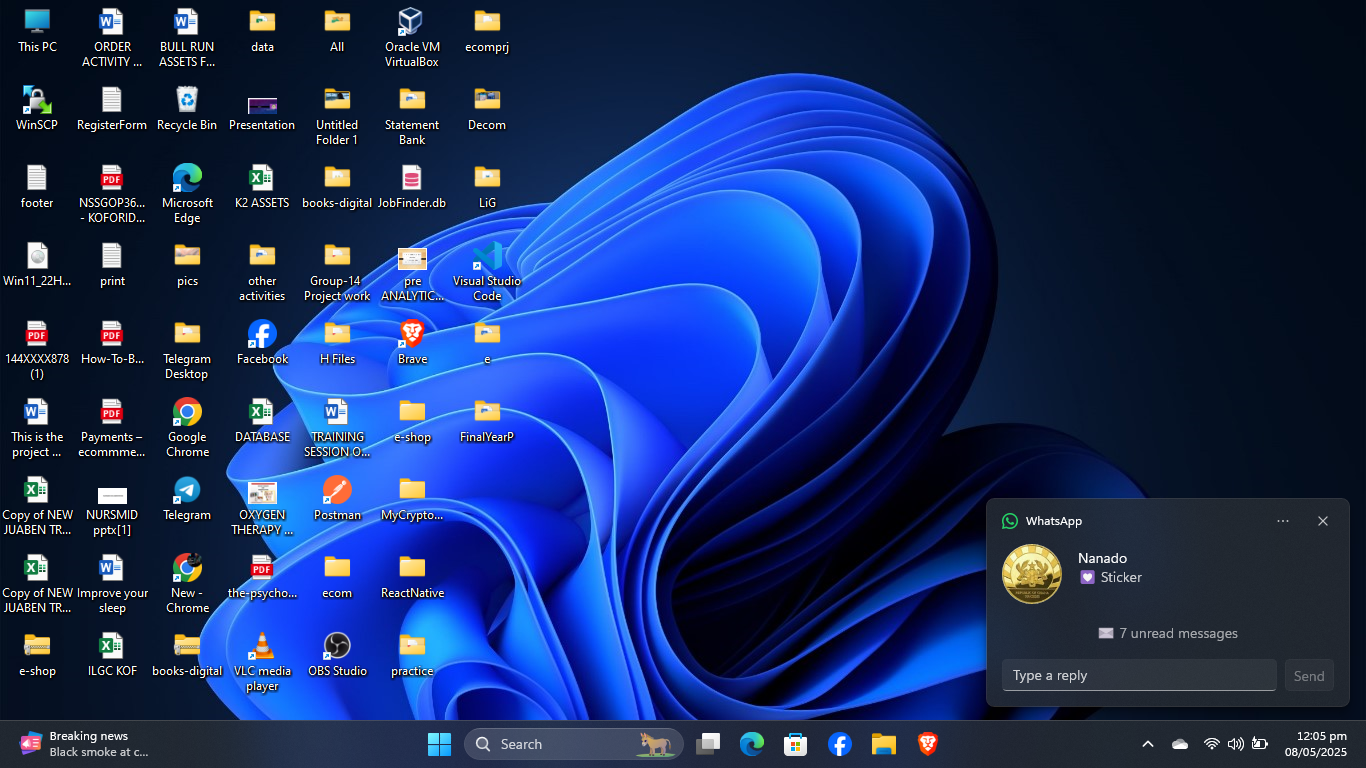 This PC
ORDER
ACTIVITY ...
BULL RUN
ASSETS F...
data
All
Oracle VM
VirtualBox
ecomprj
WinSCP
RegisterForm
Recycle Bin
Presentation
Untitled
Folder 1
Statement
Bank
Decom
footer
NSSGOP36...
- KOFORID...
Microsoft
Edge
K2 ASSETS
books-digital
JobFinder.db
LiG
Win11_22H...
print
pics
other
activities
Group-14
Project work
pre
ANALYTIC...
Visual Studio
Code
144XXXX878
(1)
How-To-B...
Telegram
Desktop
Facebook
H Files
Brave
e
This is the
project ...
Payments –
ecommme...
Google
Chrome
DATABASE
TRAINING
SESSION O...
e-shop
FinalYearP
Copy of NEW
JUABEN TR...
NURSMID
pptx[1]
Telegram
OXYGEN
THERAPY ...
Postman
MyCrypto...
Copy of NEW
JUABEN TR...
Improve your
sleep
New -
Chrome
the-psycho...
ecom
ReactNative
e-shop
ILGC KOF
books-digital
VLC media
player
OBS Studio
practice
WhatsApp
Nanado
Sticker
7 unread messages
Type a reply
Send
Breaking news
Black smoke at c...
Search
12:05 pm
08/05/2025